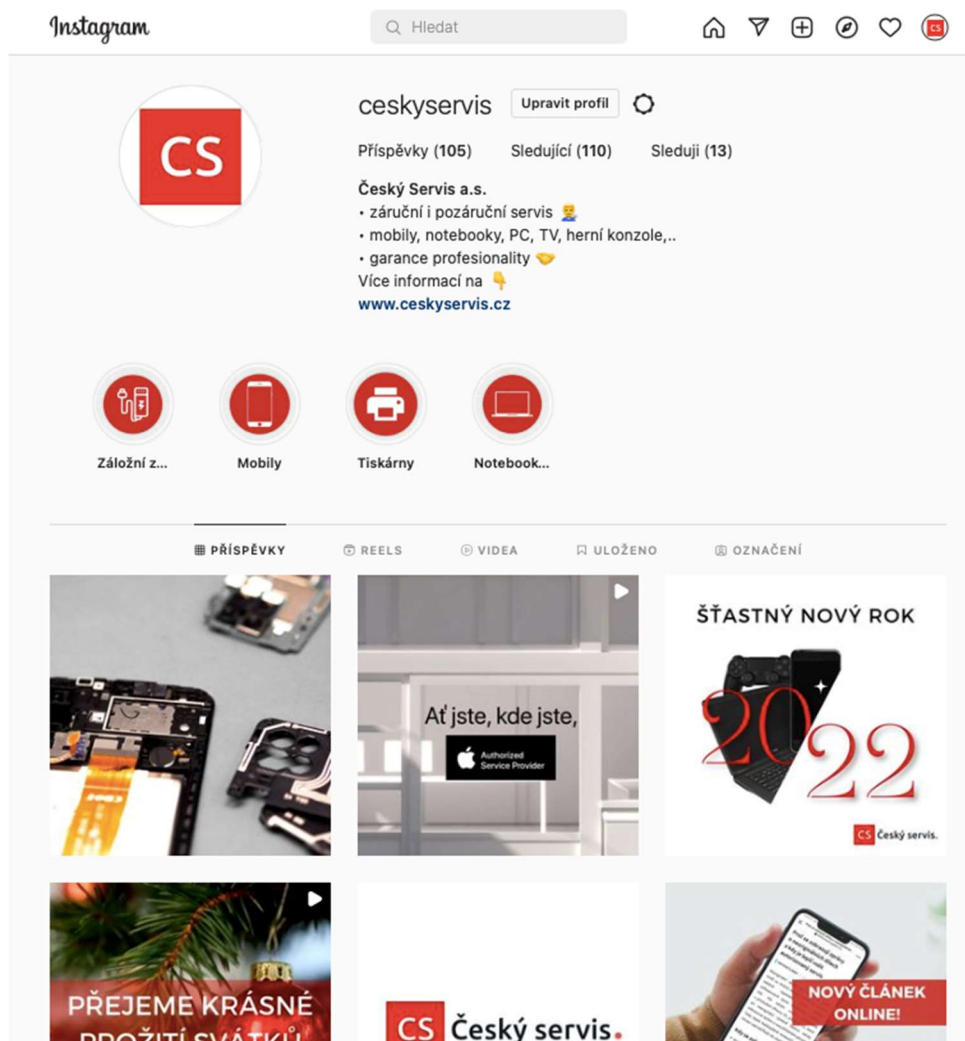 Instagram
Hledat
CS
CS
ceskyservis
Upravit profil
Příspěvky (105) Sledující (110) Sleduji (13)
Český Servis a.s.
• záruční i pozáruční servis 👨‍🔧
• mobily, notebooky, PC, TV, herní konzole,..
• garance profesionality 🤝
Více informací na 👇
www.ceskyservis.cz
Záložní z... Mobily Tiskárny Notebook...
PŘÍSPĚVKY REELS VIDEA ULOŽENO OZNAČENÍ
Ať jste, kde jste,
Authorized
Service Provider
ŠŤASTNÝ NOVÝ ROK
2022
CS Český servis.
PŘEJEME KRÁSNÉ
PROŽITÍ SVÁTKŮ!
CS Český servis.
NOVÝ ČLÁNEK
ONLINE!